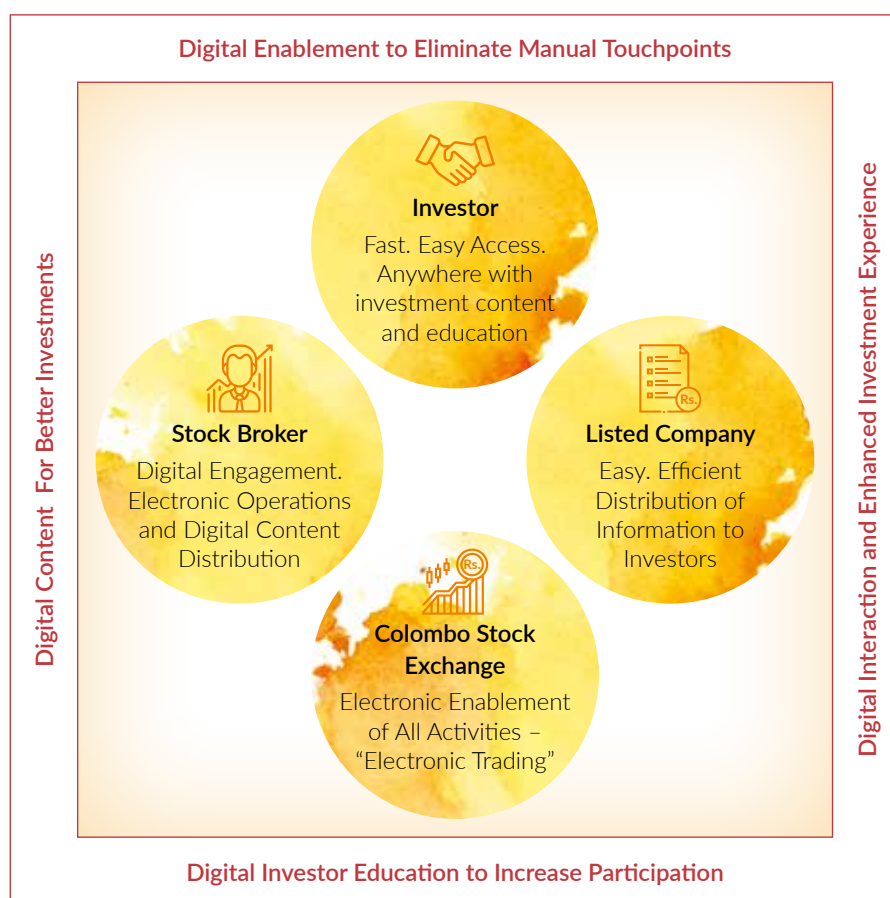 Digital Enablement to Eliminate Manual Touchpoints
Investor
Fast. Easy Access.
Anywhere with
investment content
and education
Digital Content For Better Investments
Stock Broker
Digital Engagement.
Electronic Operations
and Digital Content
Distribution
Rs.
Listed Company
Easy. Efficient
Distribution of
Information to
Investors
Digital Interaction and Enhanced Investment Experience
Rs.
Colombo Stock
Exchange
Electronic Enablement
of All Activities –
“Electronic Trading”
Digital Investor Education to Increase Participation